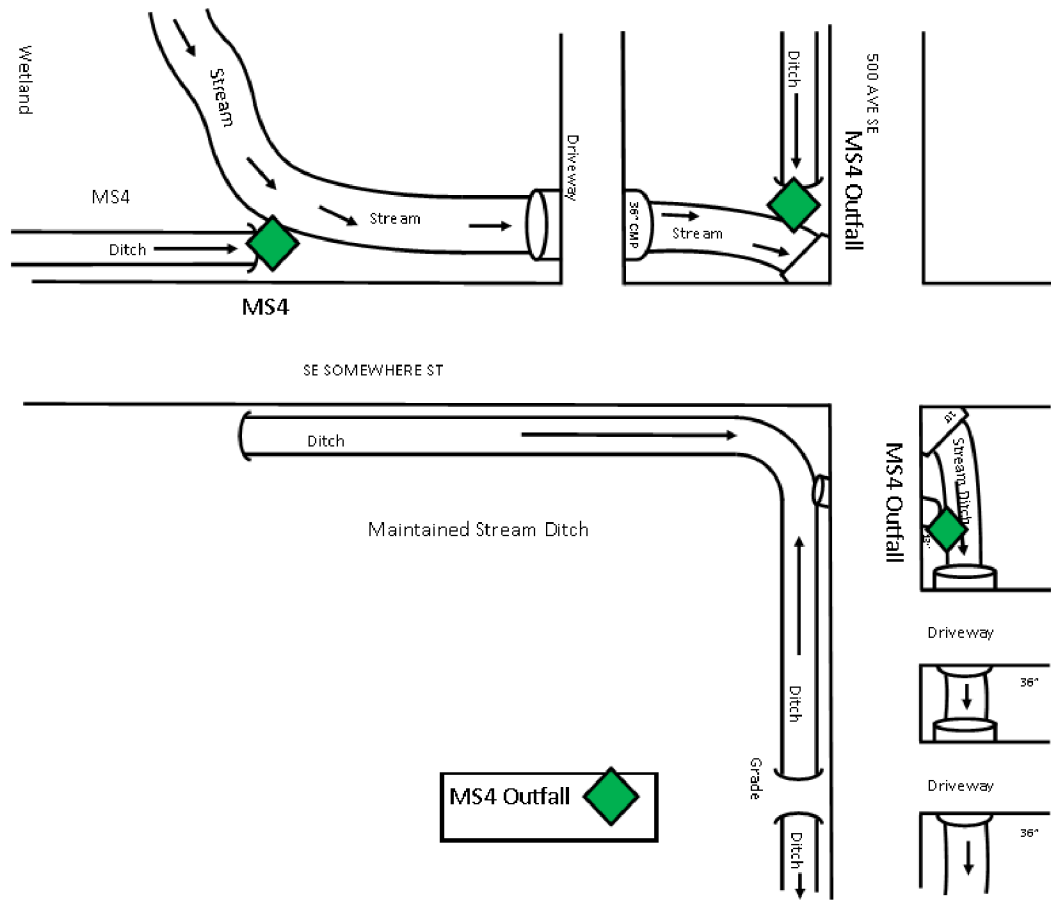 Wetland
Stream
Ditch
500 AVE SE
MS4 Outfall
Driveway
MS4
Stream
36" CMP
Stream
Ditch
MS4
SE SOMEWHERE ST
Ditch
MS4 Outfall
Stream Ditch
Maintained Stream Ditch
Driveway
36"
Ditch
Grade
MS4 Outfall
Driveway
Ditch
36"